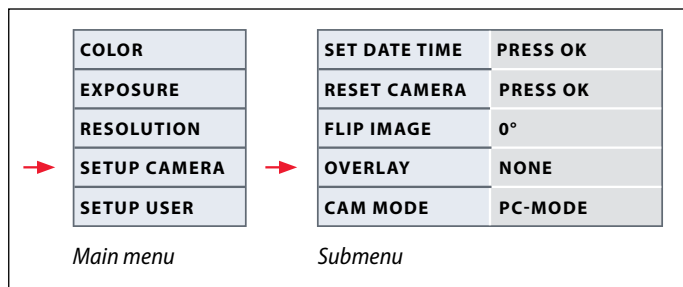 COLOR
EXPOSURE
RESOLUTION
SETUP CAMERA
SETUP USER
Main menu
SET DATE TIME PRESS OK
RESET CAMERA PRESS OK
FLIP IMAGE 0°
OVERLAY NONE
CAM MODE PC-MODE
Submenu